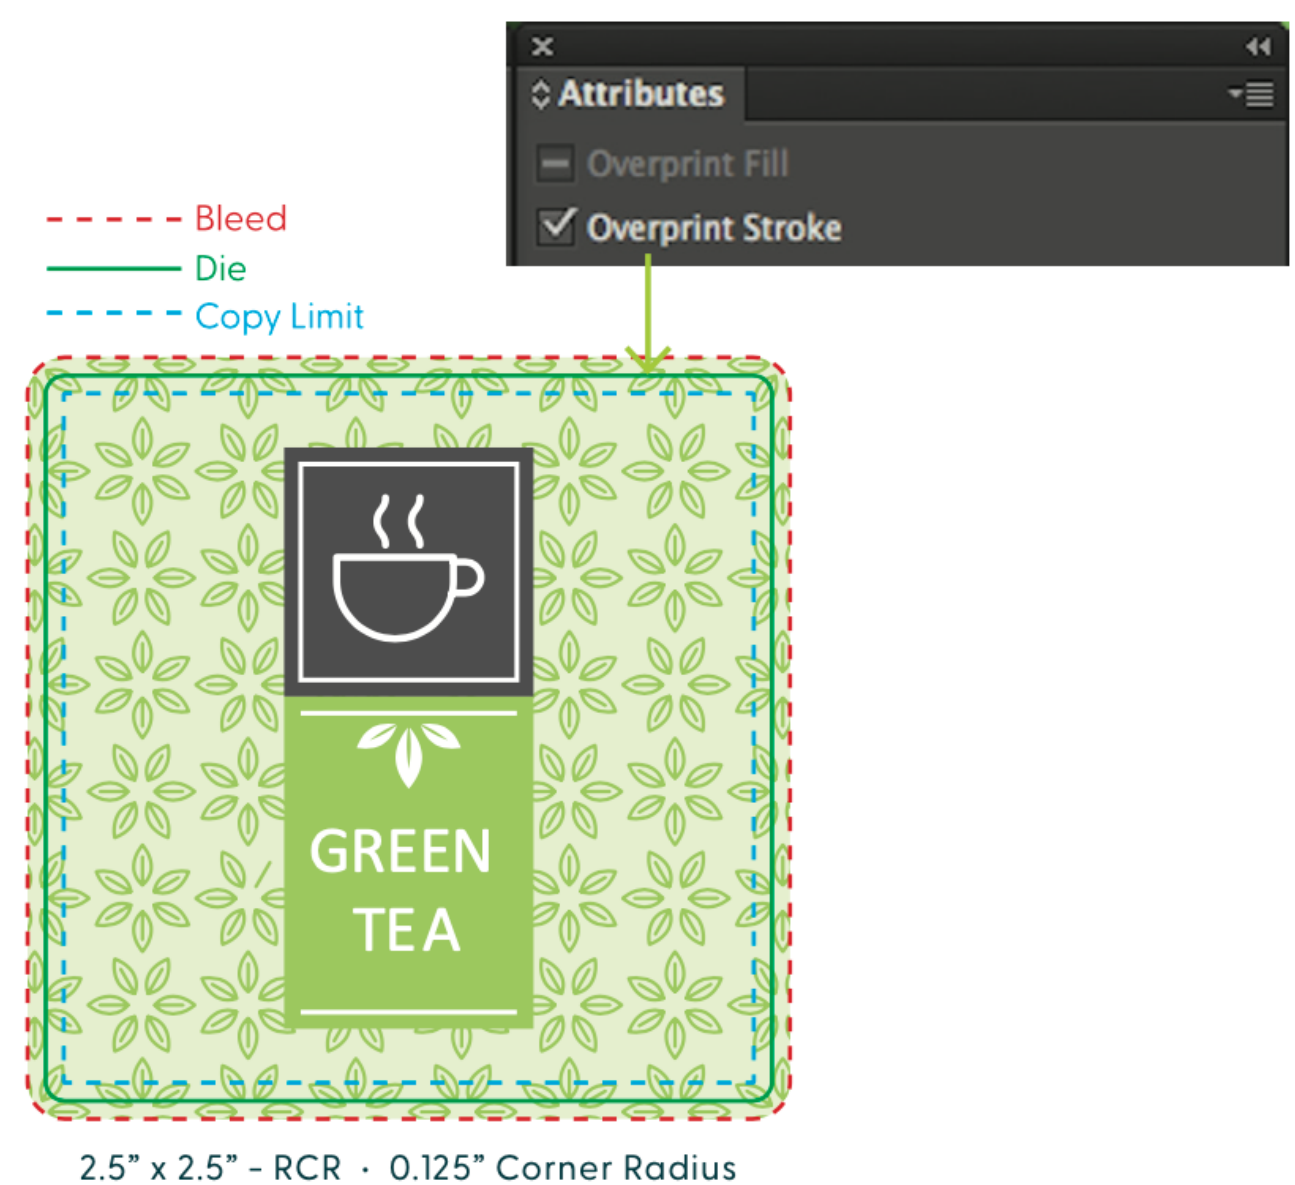 Attributes
Overprint Fill
Overprint Stroke
Bleed
Die
Copy Limit
GREEN
TEA
2.5” x 2.5” - RCR · 0.125” Corner Radius